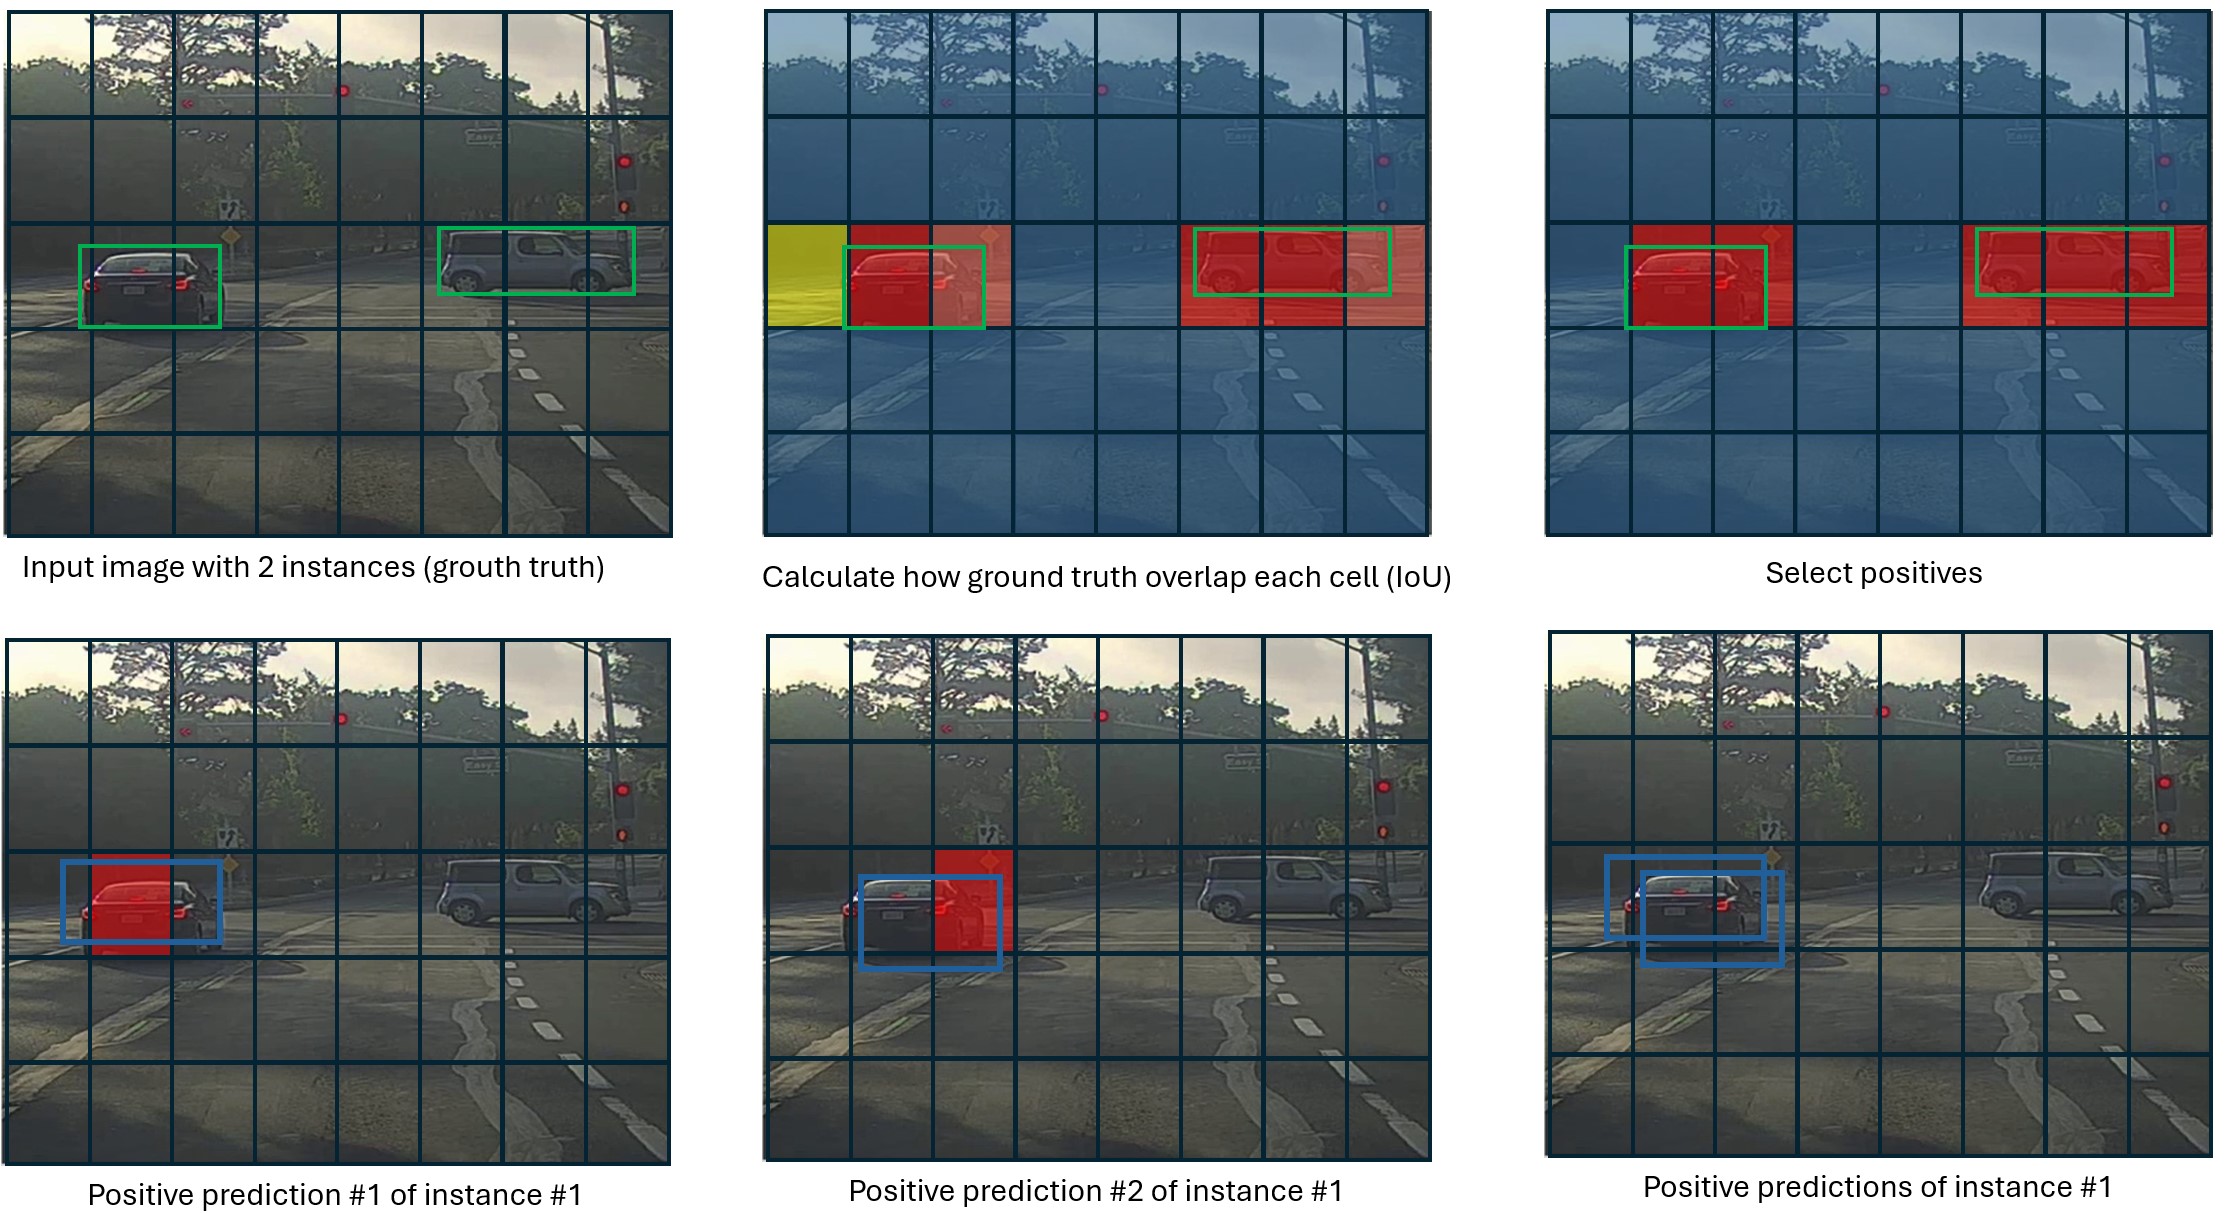 Input image with 2 instances (grouth truth)
Calculate how ground truth overlap each cell (IoU)
Select positives
Positive prediction #1 of instance #1
Positive prediction #2 of instance #1
Positive predictions of instance #1